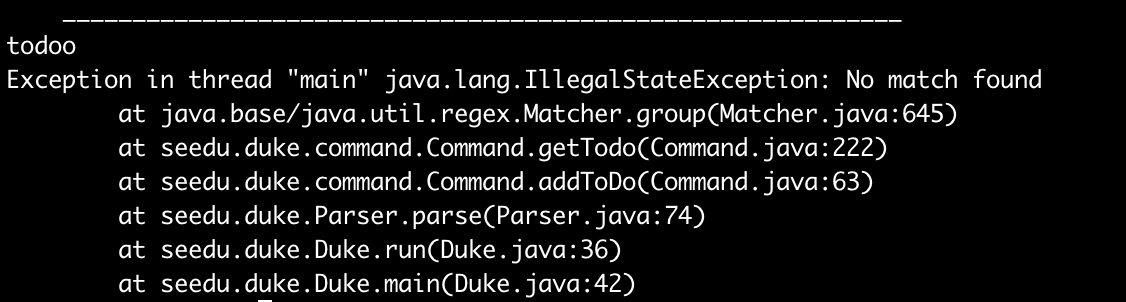 ____________________________________________________________
todoo
Exception in thread "main" java.lang.IllegalStateException: No match found
at java.base/java.util.regex.Matcher.group(Matcher.java:645)
at seedu.duke.command.Command.getTodo(Command.java:222)
at seedu.duke.command.Command.addToDo(Command.java:63)
at seedu.duke.Parser.parse(Parser.java:74)
at seedu.duke.Duke.run(Duke.java:36)
at seedu.duke.Duke.main(Duke.java:42)